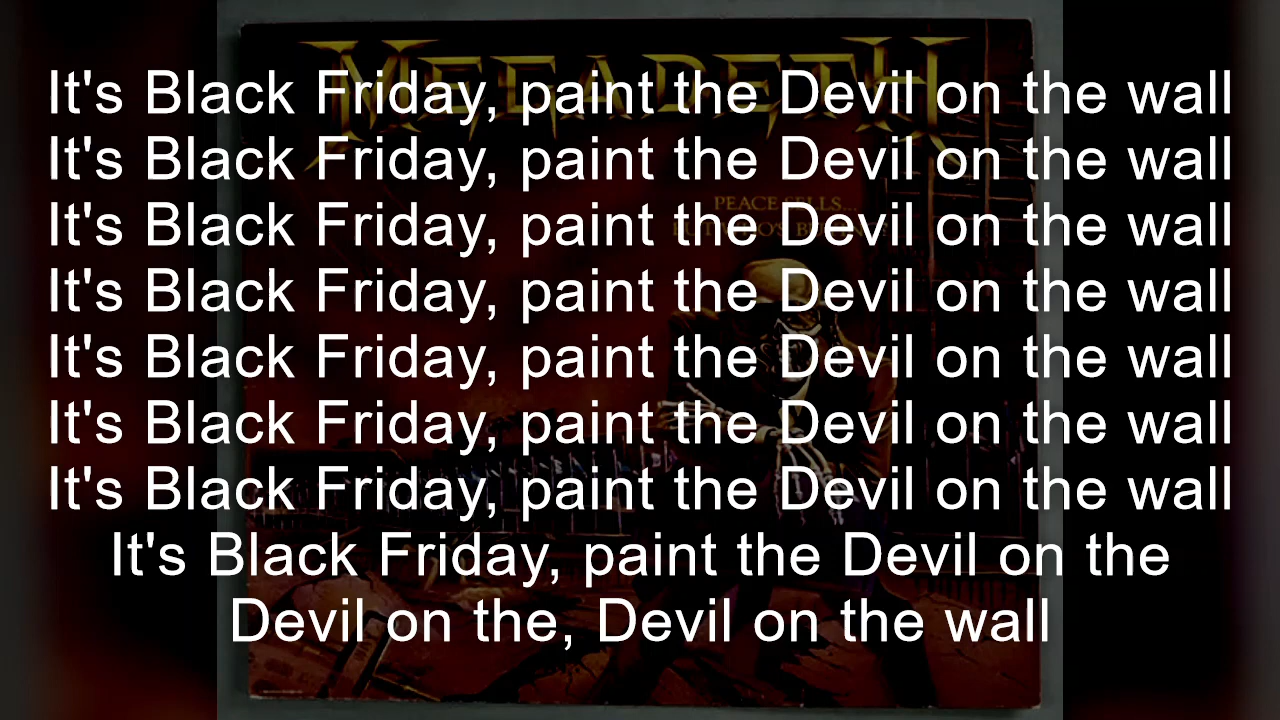 MEGADETH
It's Black Friday, paint the Devil on the wall
It's Black Friday, paint the Devil on the wall
PEACE SELLS...
It's Black Friday, paint the Devil on the wall
It's Black Friday, paint the Devil on the wall
It's Black Friday, paint the Devil on the wall
It's Black Friday, paint the Devil on the wall
It's Black Friday, paint the Devil on the wall
It's Black Friday, paint the Devil on the
Devil on the, Devil on the wall